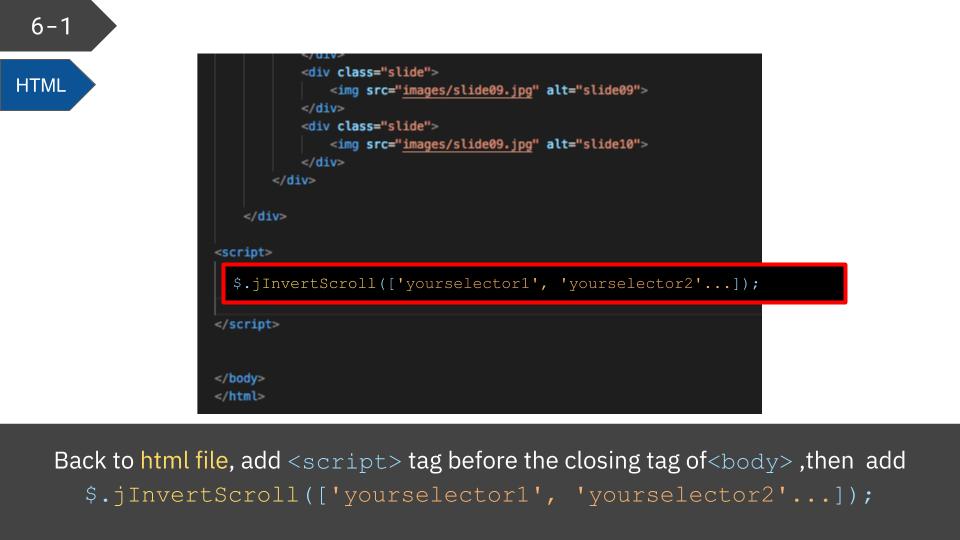 6-1
HTML
</div>
<div class="slide">
<img src="images/slide09.jpg" alt="slide09">
</div>
<div class="slide">
<img src="images/slide09.jpg" alt="slide10">
</div>
</div>
</div>
<script>
$.jInvertScroll(['yourselector1', 'yourselector2'...]);
</script>
</body>
</html>
Back to html file, add <script> tag before the closing tag of<body> ,then  add
$.jInvertScroll(['yourselector1', 'yourselector2'...]);